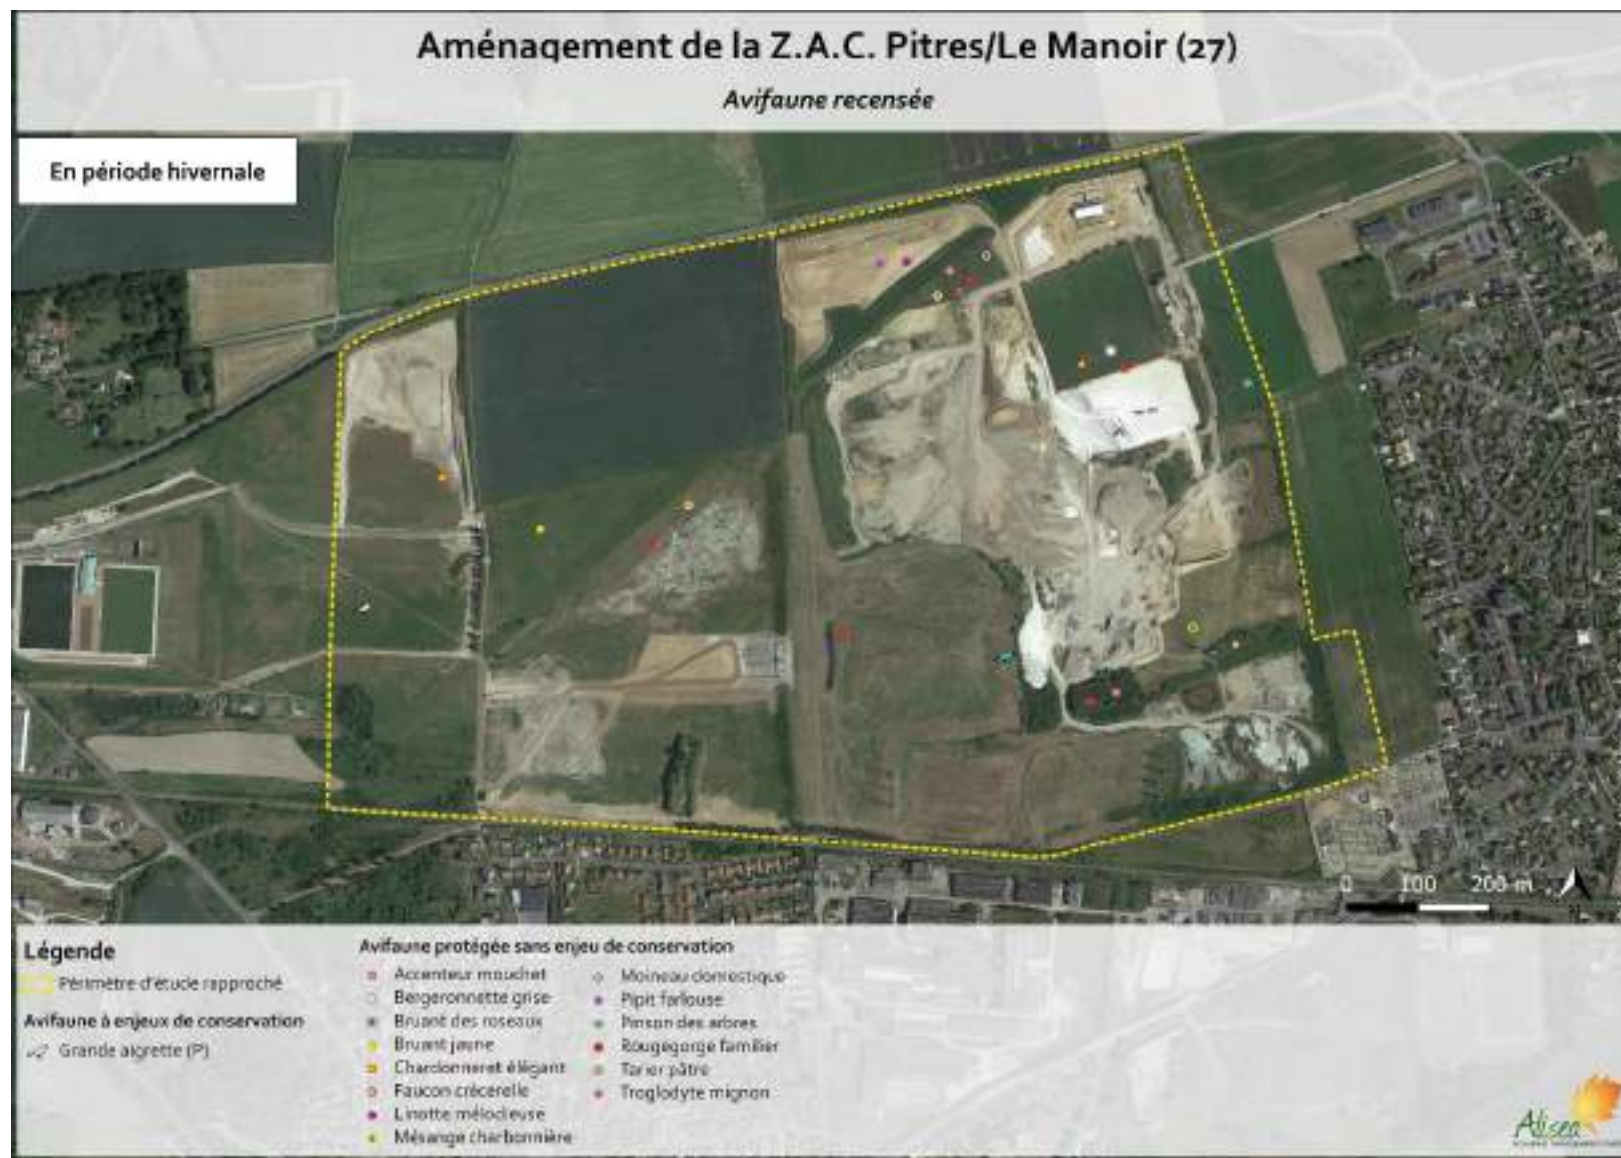 Aménagement de la Z.A.C. Pitres/Le Manoir (27)
Avifaune recensée
En période hivernale
0 100 200 m
Légende
Périmètre d'étude rapproché
Avifaune à enjeux de conservation
Grande aigrette (P)
Avifaune protégée sans enjeu de conservation
Accenteur mouchet
Bergeronnette grise
Bruant des roseaux
Bruant jaune
Chardonneret élégant
Faucon crécerelle
Linotte mélodieuse
Mésange charbonnière
Moineau domestique
Pipit farlouse
Pinson des arbres
Rougegorge familier
Tarier pâtre
Troglodyte mignon
Alisea